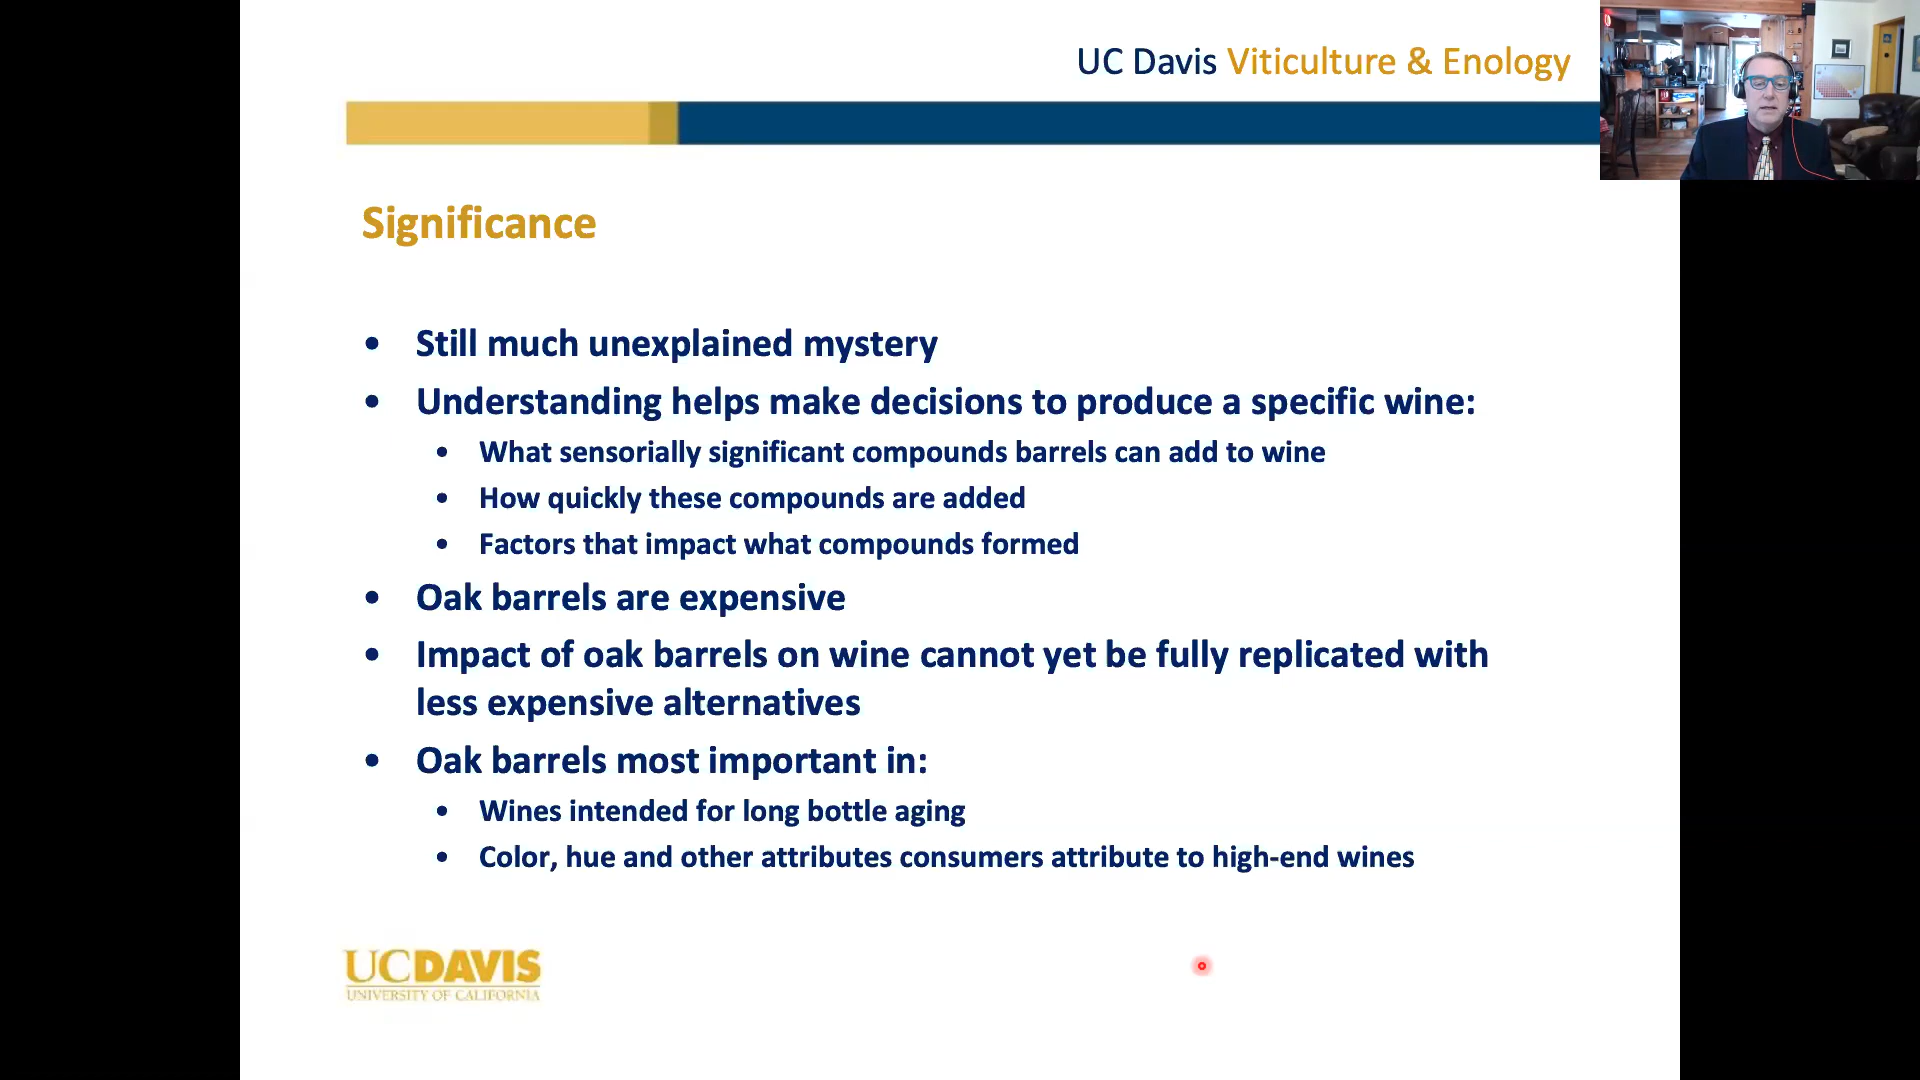 UC Davis Viticulture & Enology
Significance
• Still much unexplained mystery
• Understanding helps make decisions to produce a specific wine:
• What sensorially significant compounds barrels can add to wine
• How quickly these compounds are added
• Factors that impact what compounds formed
• Oak barrels are expensive
• Impact of oak barrels on wine cannot yet be fully replicated with
less expensive alternatives
• Oak barrels most important in:
• Wines intended for long bottle aging
• Color, hue and other attributes consumers attribute to high-end wines
UCDAVIS
UNIVERSITY OF CALIFORNIA